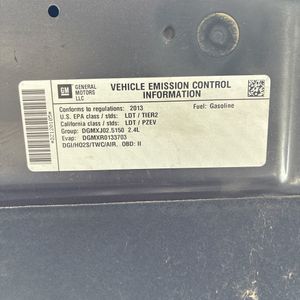 GM
GENERAL
MOTORS
LLC
VEHICLE EMISSION CONTROL
INFORMATION
Conforms to regulations: 2013
Fuel: Gasoline
U.S. EPA class / stds: LDT / TIER2
California class / stds: LDT / PZEV
Group: DGMXJ02.5150 2.4L
Evap: DGMXR0133703
DGI/HO2S/TWC/AIR. OBD: II